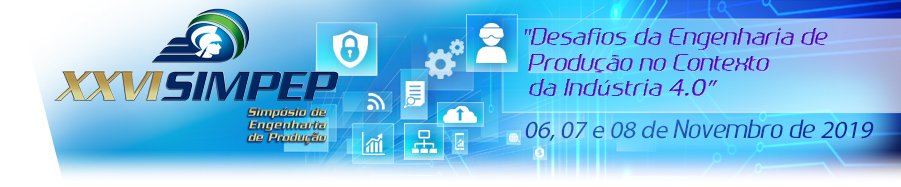 XXVISIMPEP
Simpósio de
Engenharia
de Produção
"Desafios da Engenharia de
Produção no Contexto
da Indústria 4.0”
06, 07 e 08 de Novembro de 2019